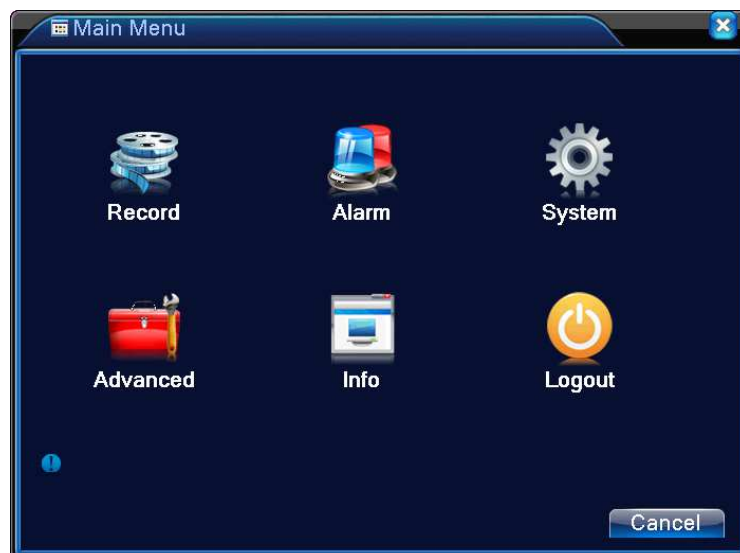 Main Menu
Record
Alarm
System
Advanced
Info
Logout
Cancel